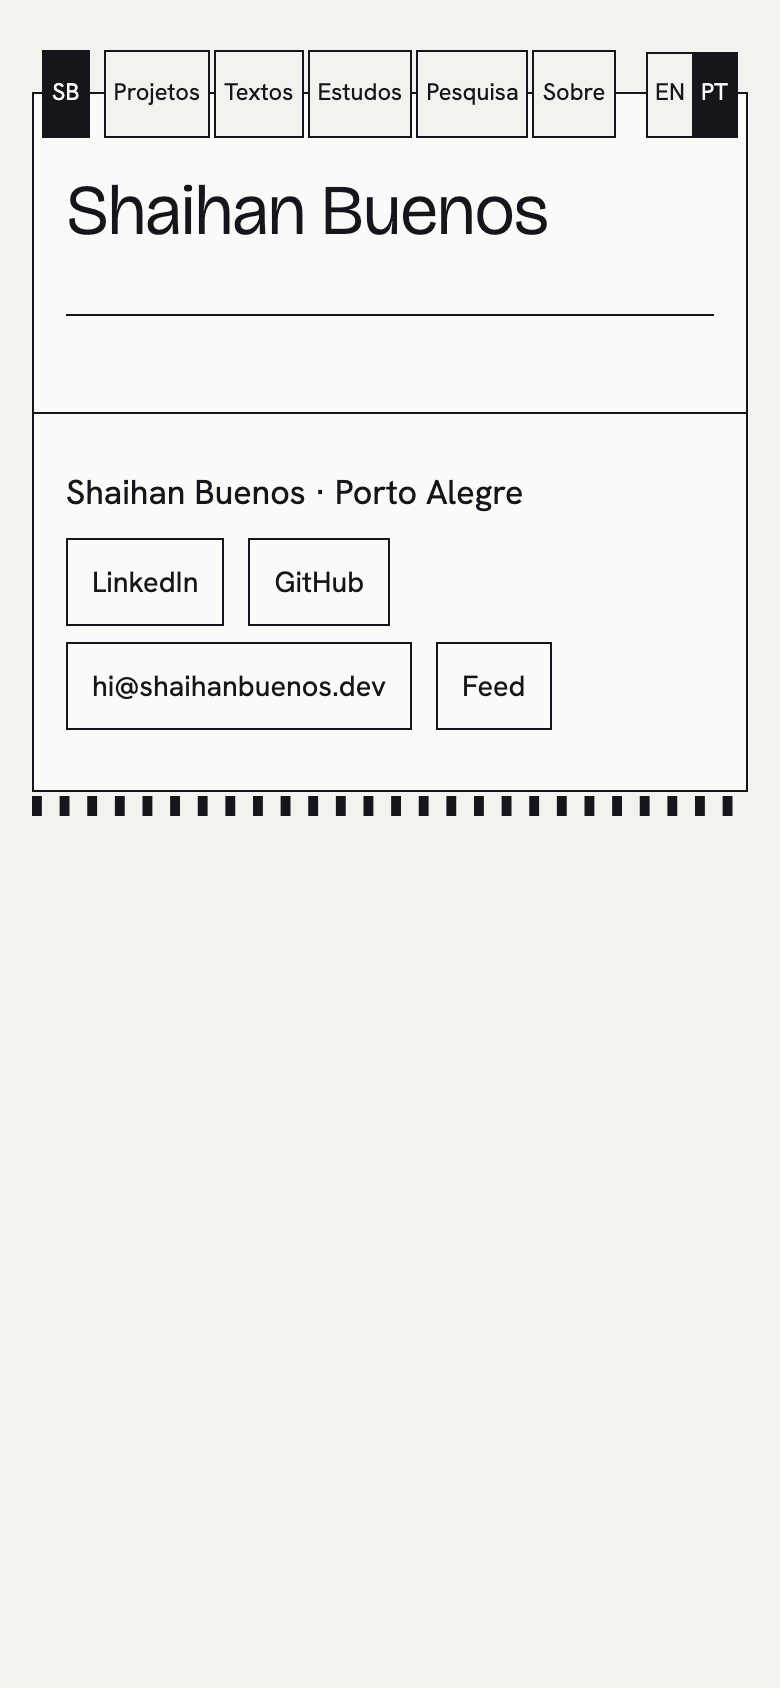 SB Projetos Textos Estudos Pesquisa Sobre EN PT
Shaihan Buenos
Shaihan Buenos · Porto Alegre
LinkedIn GitHub
hi@shaihanbuenos.dev Feed